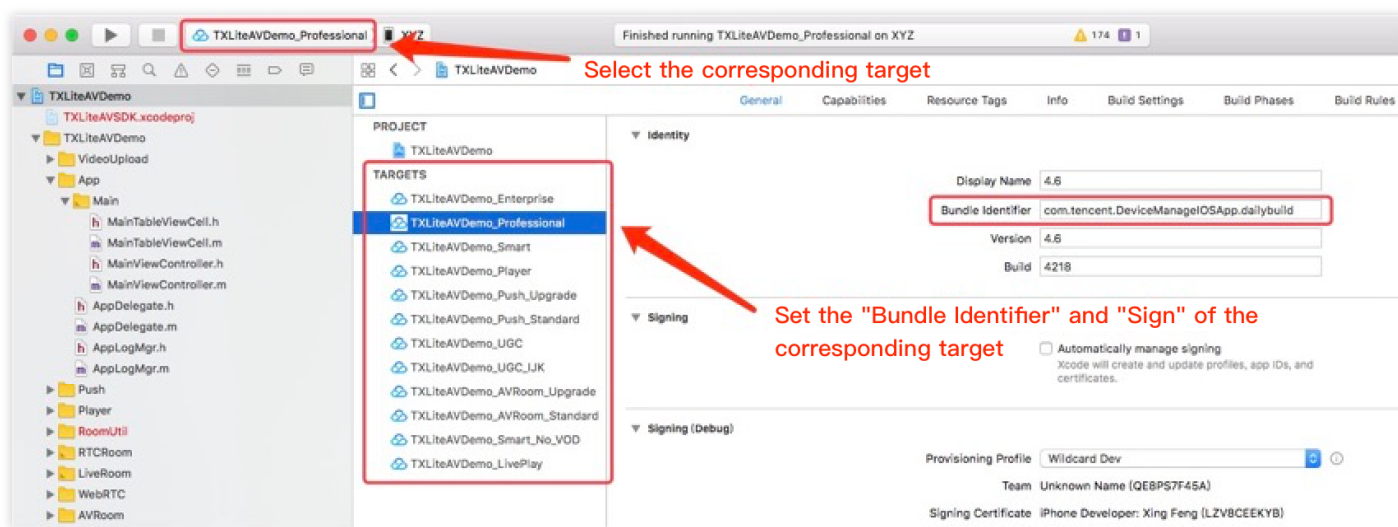 TXLiteAVDemo_Professional
XYZ
Finished running TXLiteAVDemo_Professional on XYZ
174
1
TXLiteAVDemo
Select the corresponding target
TXLiteAVDemo
TXLiteAVSDK.xcodeproj
TXLiteAVDemo
VideoUpload
App
Main
MainTableViewCell.h
MainTableViewCell.m
MainViewController.h
MainViewController.m
AppDelegate.h
AppDelegate.m
AppLogMgr.h
AppLogMgr.m
Push
Player
RoomUtil
RTCRoom
LiveRoom
WebRTC
AVRoom
PROJECT
TXLiteAVDemo
TARGETS
TXLiteAVDemo_Enterprise
TXLiteAVDemo_Professional
TXLiteAVDemo_Smart
TXLiteAVDemo_Player
TXLiteAVDemo_Push_Upgrade
TXLiteAVDemo_Push_Standard
TXLiteAVDemo_UGC
TXLiteAVDemo_UGC_IJK
TXLiteAVDemo_AVRoom_Upgrade
TXLiteAVDemo_AVRoom_Standard
TXLiteAVDemo_Smart_No_VOD
TXLiteAVDemo_LivePlay
General Capabilities Resource Tags Info Build Settings Build Phases Build Rules
Identity
Display Name 4.6
Bundle Identifier com.tencent.DeviceManageIOSApp.dailybuild
Version 4.6
Build 4218
Set the "Bundle Identifier" and "Sign" of the
corresponding target
Signing
Automatically manage signing
Xcode will create and update profiles, app IDs, and
certificates.
Signing (Debug)
Provisioning Profile Wildcard Dev
Team Unknown Name (QE8PS7F45A)
Signing Certificate iPhone Developer: Xing Feng (LZV8CEEKYB)